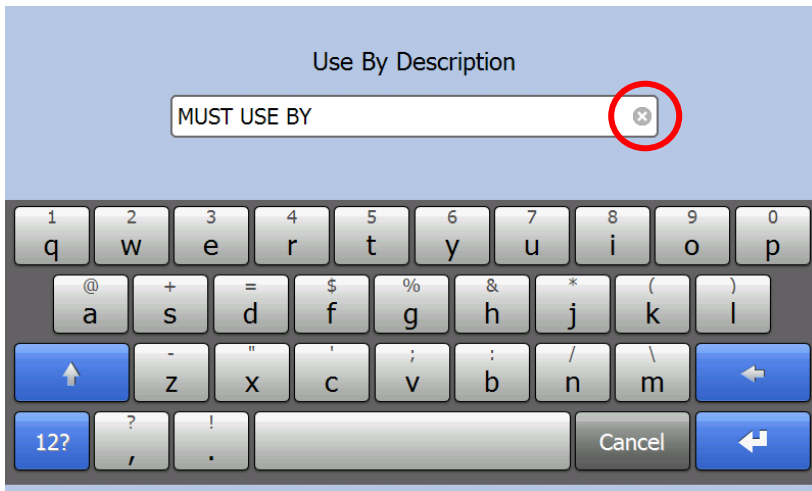 Use By Description
MUST USE BY
1 2 3 4 5 6 7 8 9 0
q w e r t y u i o p
@ + = $ % & * ( )
a s d f g h j k l
- " ' ; : / \
z x c v b n m
? !
12? , . Cancel